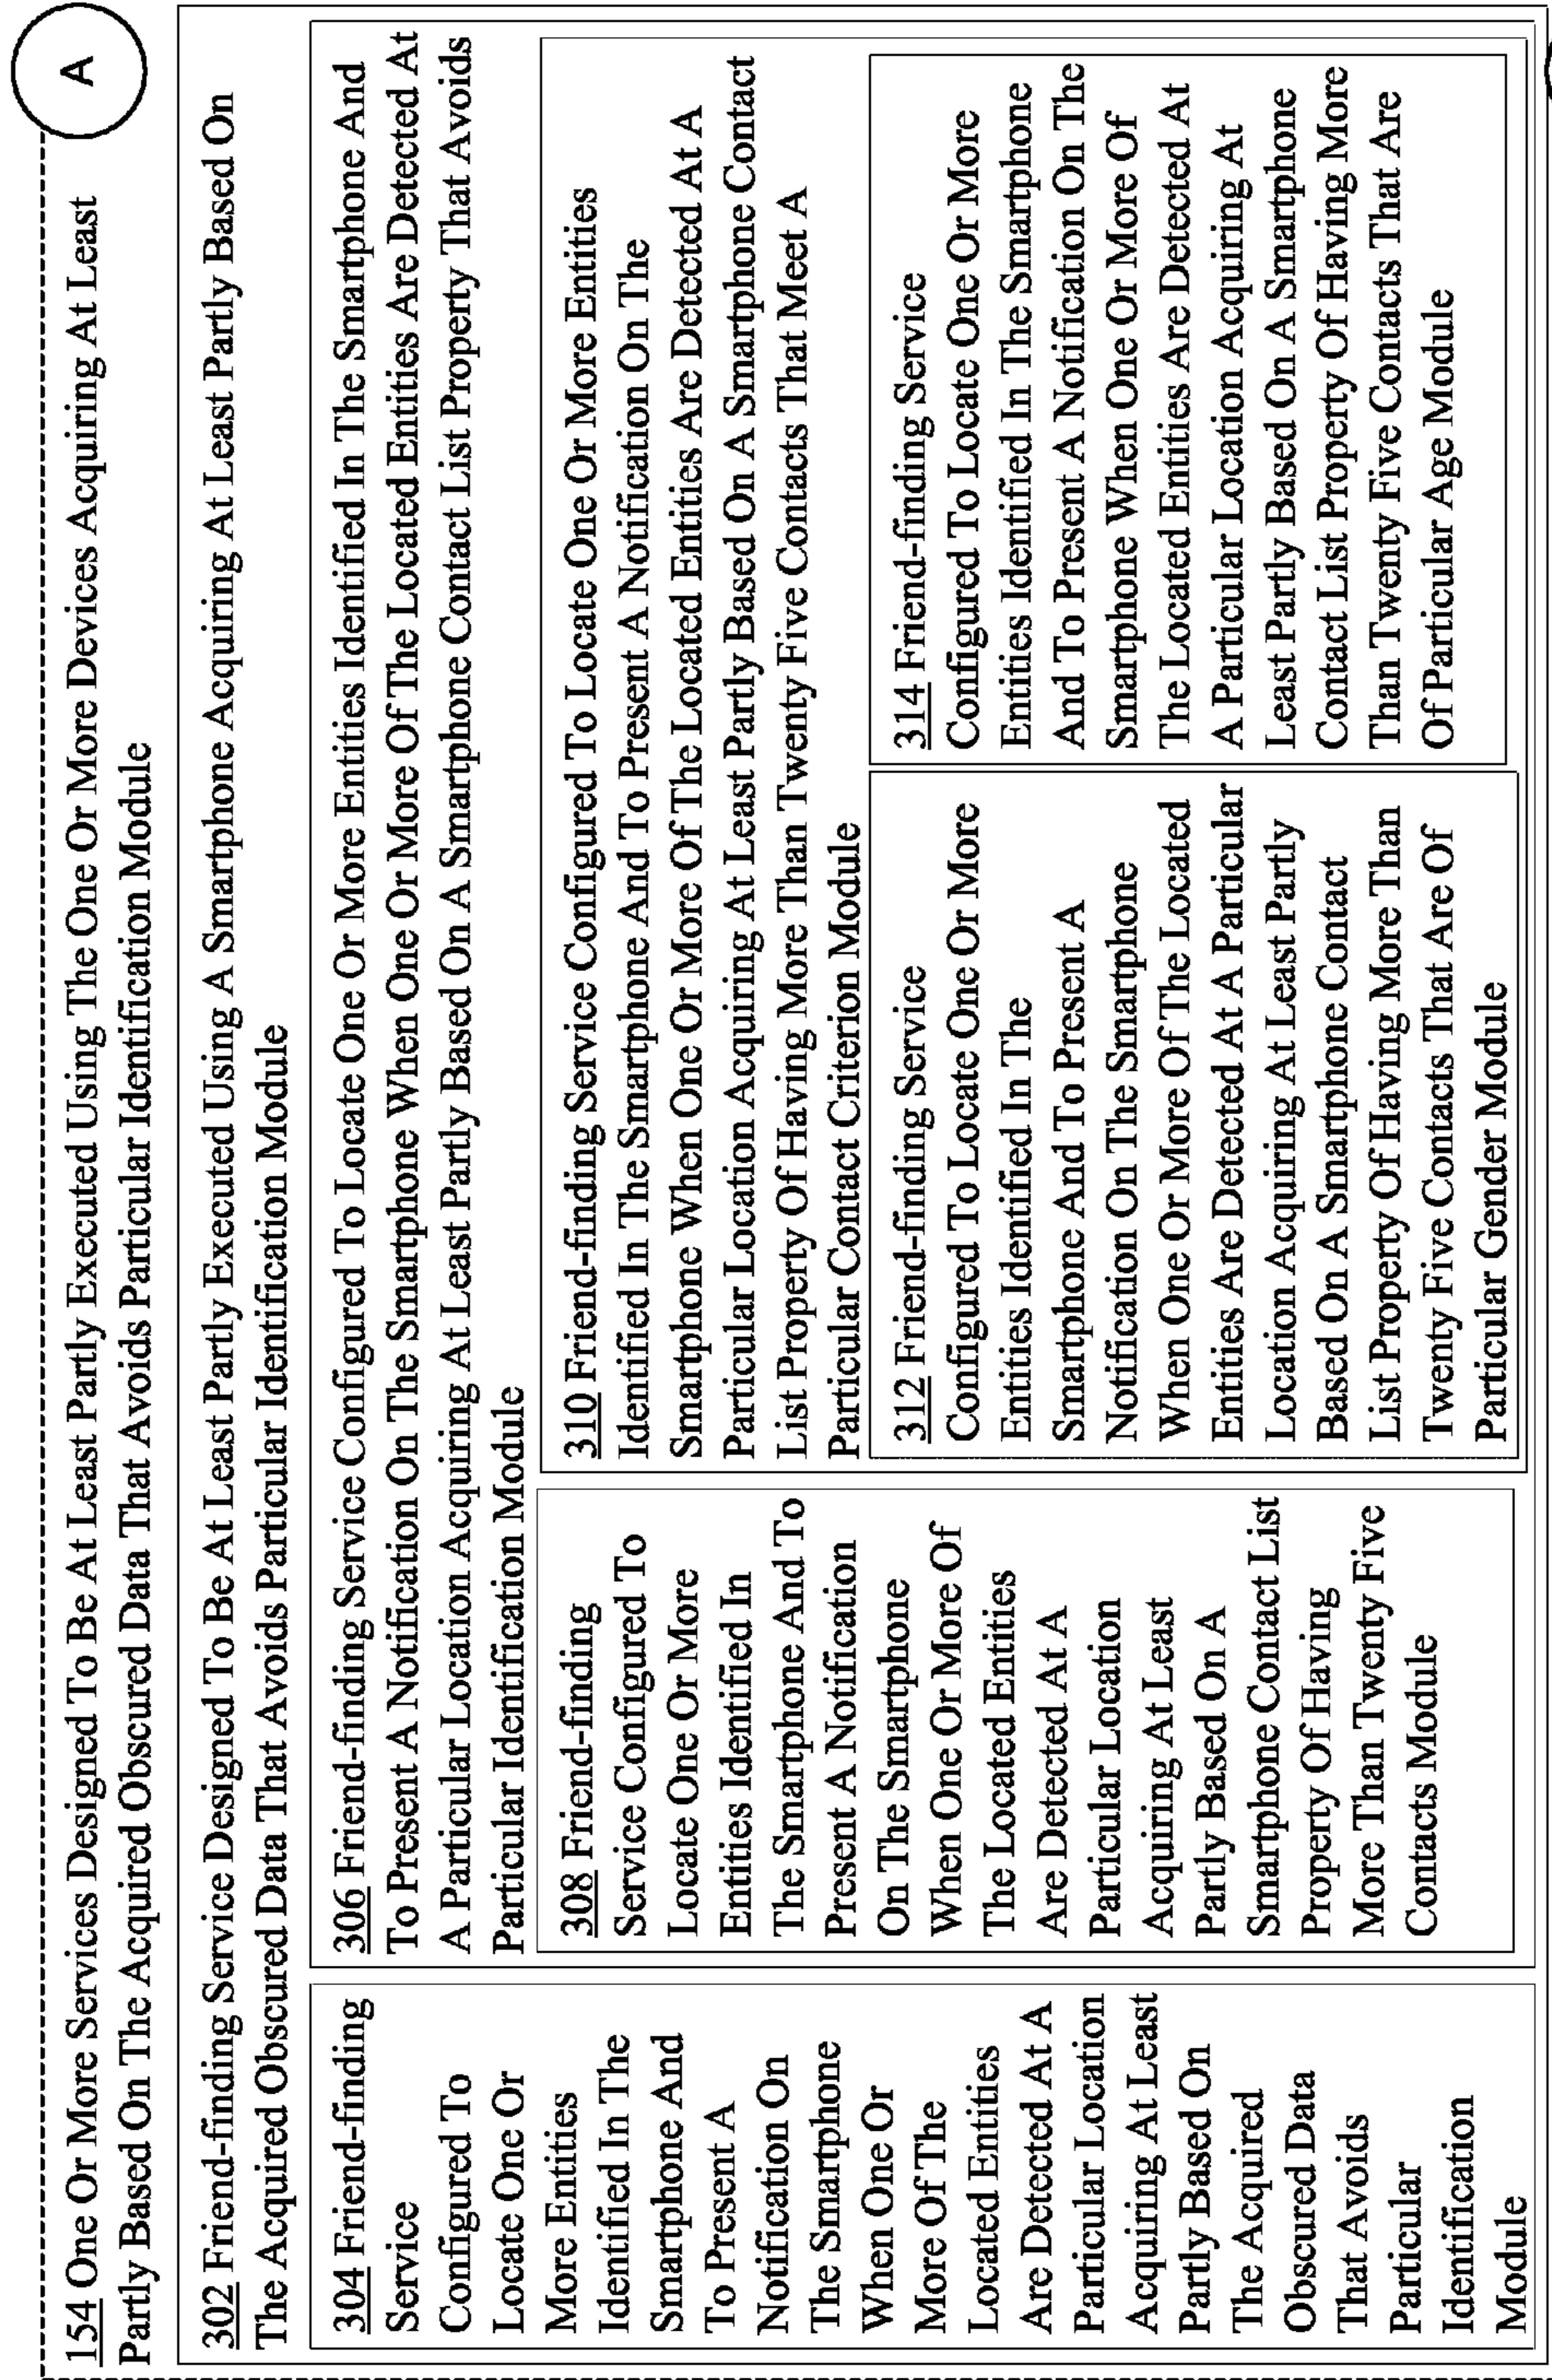 154 One Or More Services Designed To Be At Least Partly Executed Using The One Or More Devices Acquiring At Least
Partly Based On The Acquired Obscured Data That Avoids Particular Identification Module
A
302 Friend-finding Service Designed To Be At Least Partly Executed Using A Smartphone Acquiring At Least Partly Based On
The Acquired Obscured Data That Avoids Particular Identification Module
304 Friend-finding
Service
Configured To
Locate One Or
More Entities
Identified In The
Smartphone And
To Present A
Notification On
The Smartphone
When One Or
More Of The
Located Entities
Are Detected At A
Particular Location
Acquiring At Least
Partly Based On
The Acquired
Obscured Data
That Avoids
Particular
Identification
Module
306 Friend-finding Service Configured To Locate One Or More Entities Identified In The Smartphone And
To Present A Notification On The Smartphone When One Or More Of The Located Entities Are Detected At
A Particular Location Acquiring At Least Partly Based On A Smartphone Contact List Property That Avoids
Particular Identification Module
308 Friend-finding
Service Configured To
Locate One Or More
Entities Identified In
The Smartphone And To
Present A Notification
On The Smartphone
When One Or More Of
The Located Entities
Are Detected At A
Particular Location
Acquiring At Least
Partly Based On A
Smartphone Contact List
Property Of Having
More Than Twenty Five
Contacts Module
310 Friend-finding Service Configured To Locate One Or More Entities
Identified In The Smartphone And To Present A Notification On The
Smartphone When One Or More Of The Located Entities Are Detected At A
Particular Location Acquiring At Least Partly Based On A Smartphone Contact
List Property Of Having More Than Twenty Five Contacts That Meet A
Particular Contact Criterion Module
312 Friend-finding Service
Configured To Locate One Or More
Entities Identified In The
Smartphone And To Present A
Notification On The Smartphone
When One Or More Of The Located
Entities Are Detected At A Particular
Location Acquiring At Least Partly
Based On A Smartphone Contact
List Property Of Having More Than
Twenty Five Contacts That Are Of
Particular Gender Module
314 Friend-finding Service
Configured To Locate One Or More
Entities Identified In The Smartphone
And To Present A Notification On The
Smartphone When One Or More Of
The Located Entities Are Detected At
A Particular Location Acquiring At
Least Partly Based On A Smartphone
Contact List Property Of Having More
Than Twenty Five Contacts That Are
Of Particular Age Module